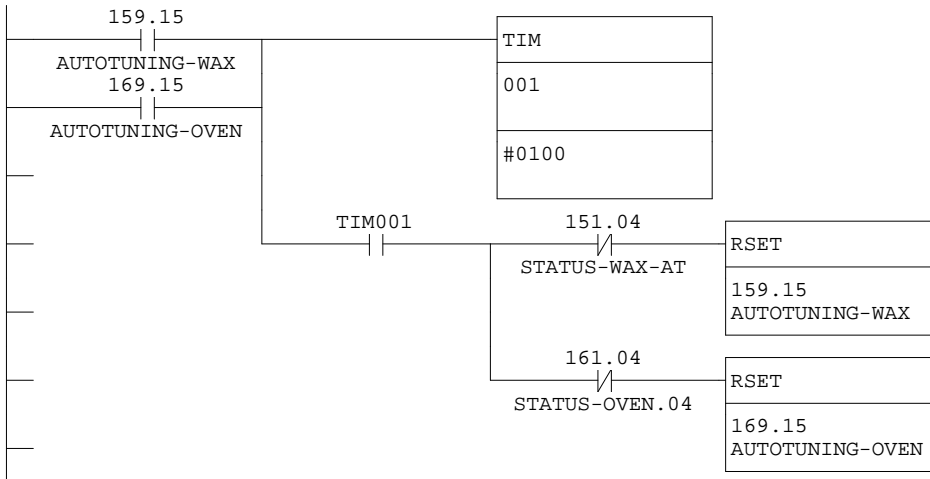 159.15
AUTOTUNING-WAX
169.15
AUTOTUNING-OVEN
TIM
001
#0100
TIM001
151.04
STATUS-WAX-AT
RSET
159.15
AUTOTUNING-WAX
161.04
STATUS-OVEN.04
RSET
169.15
AUTOTUNING-OVEN